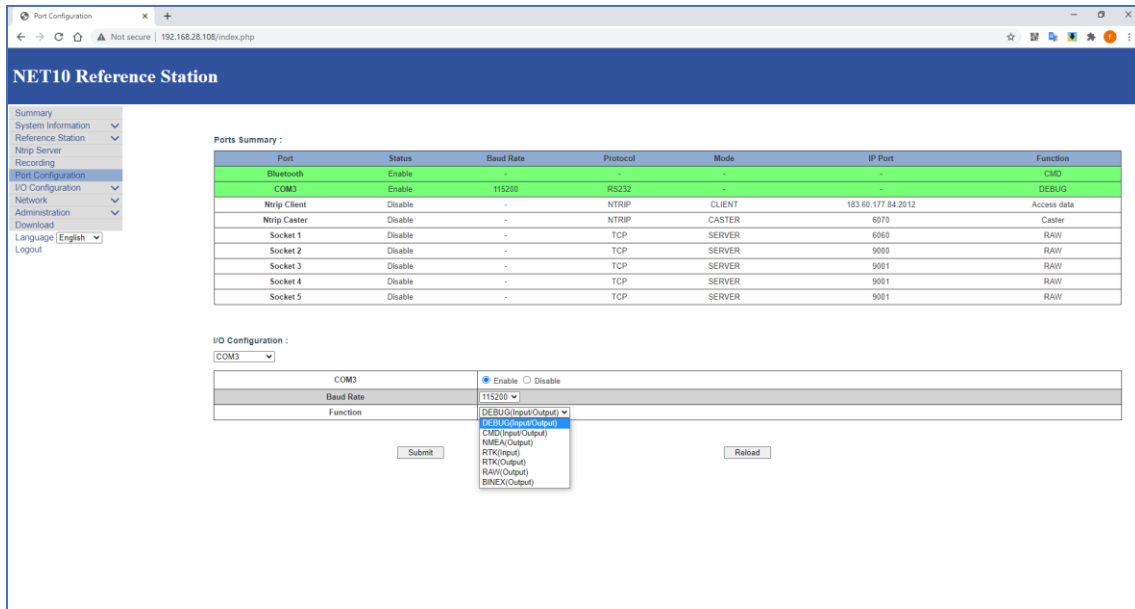 Port Configuration
Not secure | 192.168.28.108/index.php
NET10 Reference Station
Summary
System Information
Reference Station
Ntrip Server
Recording
Port Configuration
I/O Configuration
Network
Administration
Download
Language English
Logout
Ports Summary :
Port Status Baud Rate Protocol Mode IP Port Function
Bluetooth Enable - - - - CMD
COM3 Enable 115200 RS232 - - DEBUG
Ntrip Client Disable - NTRIP CLIENT 183.60.177.84:2012 Access data
Ntrip Caster Disable - NTRIP CASTER 6070 Caster
Socket 1 Disable - TCP SERVER 6060 RAW
Socket 2 Disable - TCP SERVER 9000 RAW
Socket 3 Disable - TCP SERVER 9001 RAW
Socket 4 Disable - TCP SERVER 9001 RAW
Socket 5 Disable - TCP SERVER 9001 RAW
I/O Configuration :
COM3
COM3 Enable Disable
Baud Rate 115200
Function DEBUG(Input/Output)
DEBUG(Input/Output)
CMD(Input/Output)
NMEA(Output)
RTK(Input)
RTK(Output)
RAW(Output)
BINEX(Output)
Submit Reload